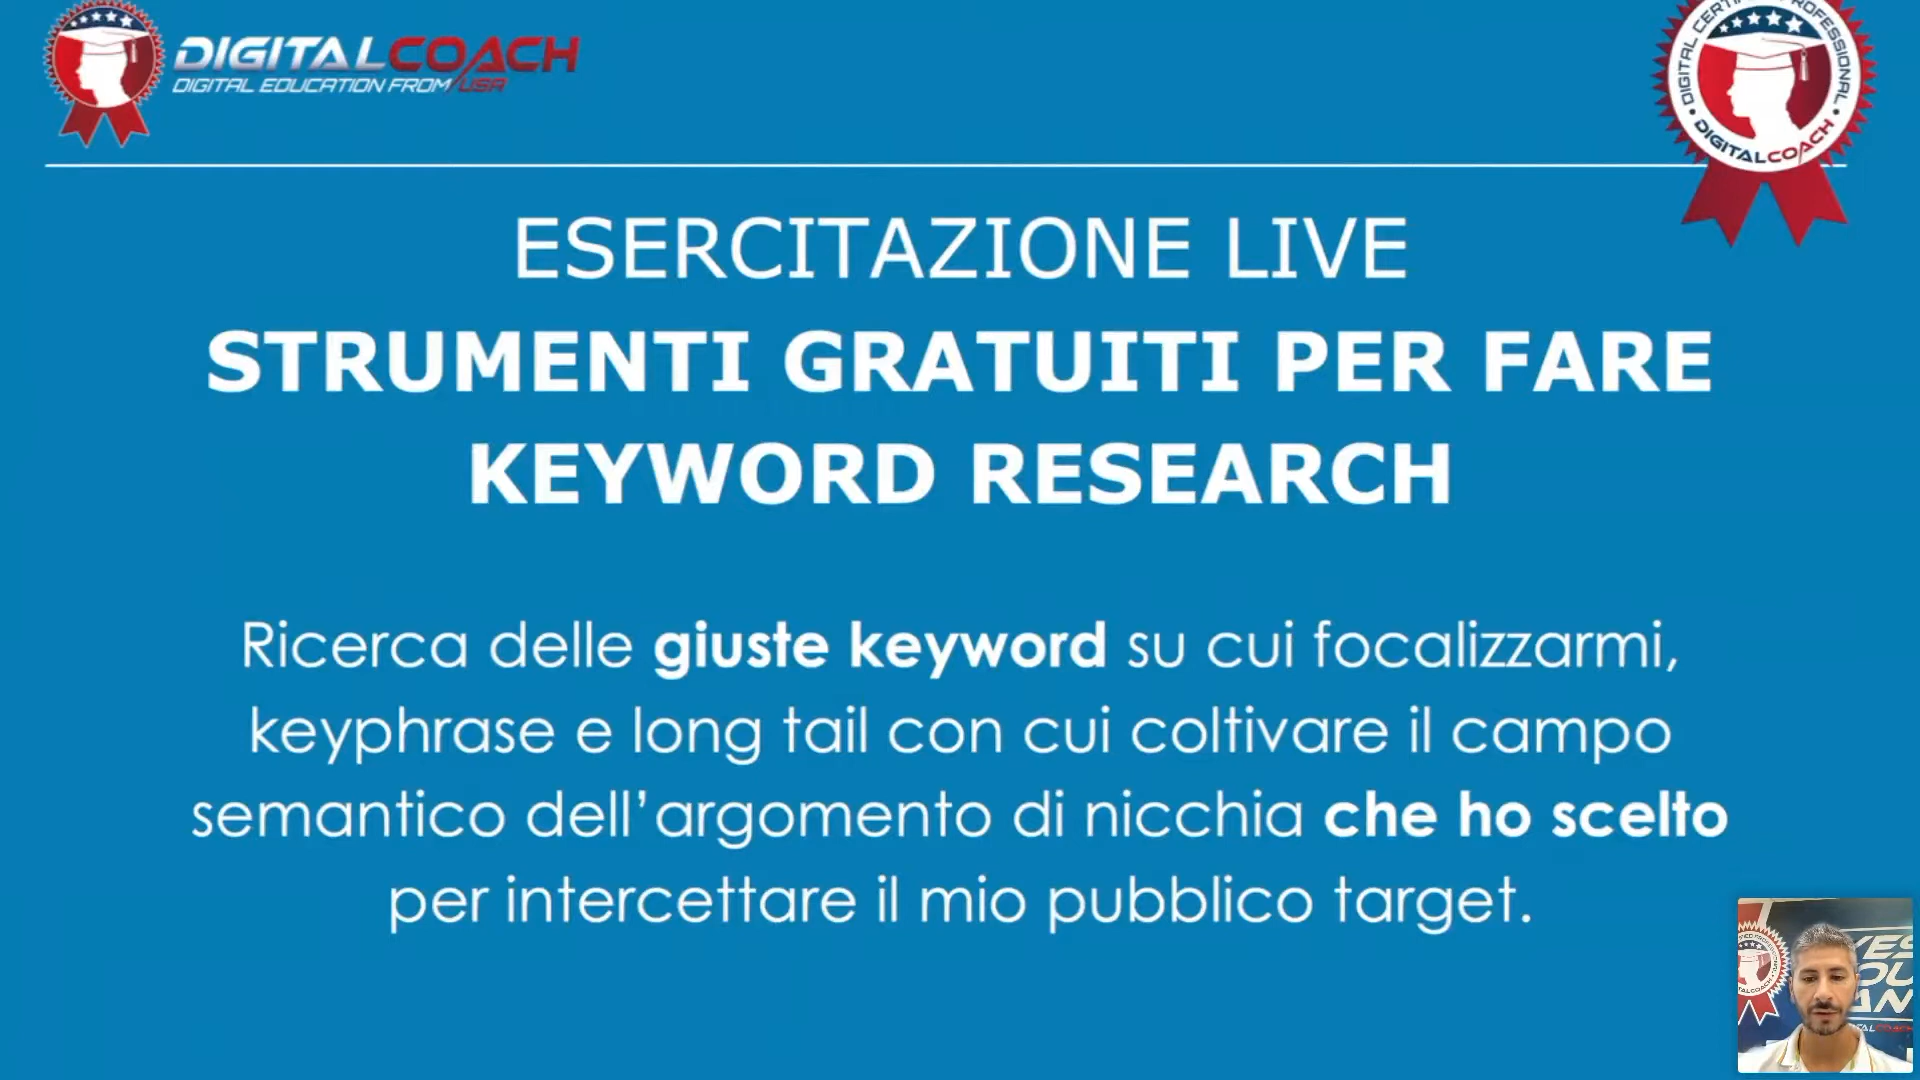 DIGITALCOACH
DIGITAL EDUCATION FROM USA
PROFESSIONAL
• DIGITALCOACH •
ESERCITAZIONE LIVE
STRUMENTI GRATUITI PER FARE
KEYWORD RESEARCH
Ricerca delle giuste keyword su cui focalizzarmi,
keyphrase e long tail con cui coltivare il campo
semantico dell’argomento di nicchia che ho scelto
per intercettare il mio pubblico target.